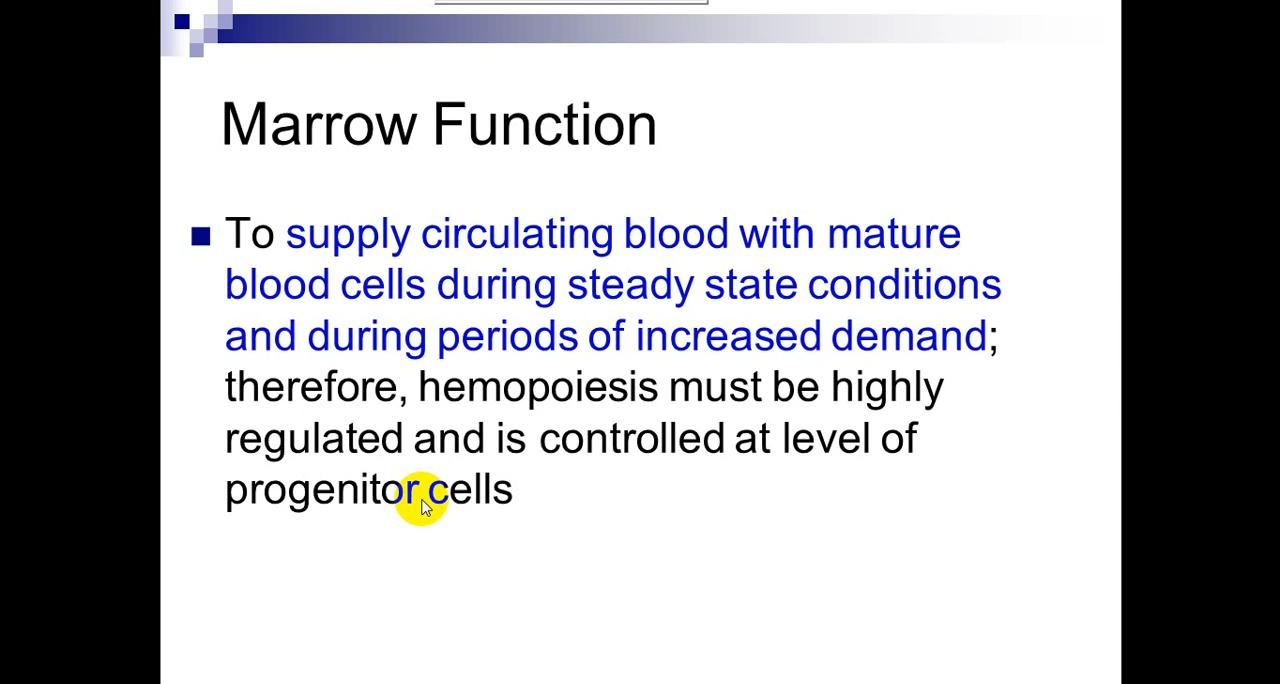 Marrow Function
To supply circulating blood with mature
blood cells during steady state conditions
and during periods of increased demand;
therefore, hemopoiesis must be highly
regulated and is controlled at level of
progenitor cells